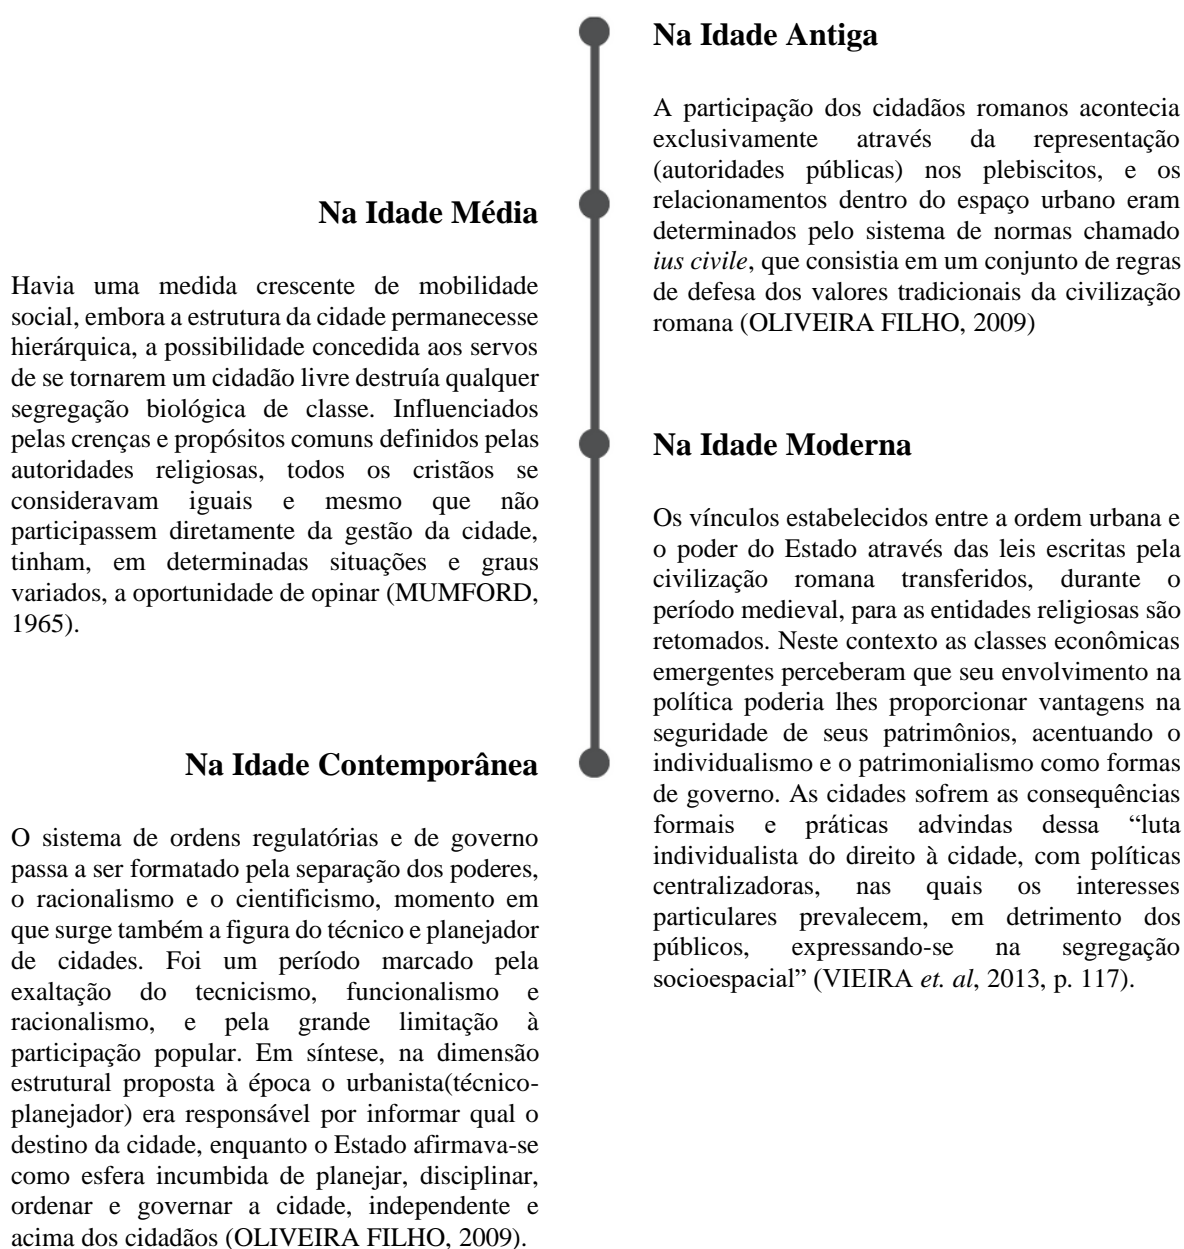 Na Idade Antiga
A participação dos cidadãos romanos acontecia
exclusivamente através da representação
(autoridades públicas) nos plebiscitos, e os
relacionamentos dentro do espaço urbano eram
determinados pelo sistema de normas chamado
ius civile, que consistia em um conjunto de regras
de defesa dos valores tradicionais da civilização
romana (OLIVEIRA FILHO, 2009)
Na Idade Média
Havia uma medida crescente de mobilidade
social, embora a estrutura da cidade permanecesse
hierárquica, a possibilidade concedida aos servos
de se tornarem um cidadão livre destruía qualquer
segregação biológica de classe. Influenciados
pelas crenças e propósitos comuns definidos pelas
autoridades religiosas, todos os cristãos se
consideravam iguais e mesmo que não
participassem diretamente da gestão da cidade,
tinham, em determinadas situações e graus
variados, a oportunidade de opinar (MUMFORD,
1965).
Na Idade Moderna
Os vínculos estabelecidos entre a ordem urbana e
o poder do Estado através das leis escritas pela
civilização romana transferidos, durante o
período medieval, para as entidades religiosas são
retomados. Neste contexto as classes econômicas
emergentes perceberam que seu envolvimento na
política poderia lhes proporcionar vantagens na
seguridade de seus patrimônios, acentuando o
individualismo e o patrimonialismo como formas
de governo. As cidades sofrem as consequências
formais e práticas advindas dessa “luta
individualista do direito à cidade, com políticas
centralizadoras, nas quais os interesses
particulares prevalecem, em detrimento dos
públicos, expressando-se na segregação
socioespacial” (VIEIRA et. al, 2013, p. 117).
Na Idade Contemporânea
O sistema de ordens regulatórias e de governo
passa a ser formatado pela separação dos poderes,
o racionalismo e o cientificismo, momento em
que surge também a figura do técnico e planejador
de cidades. Foi um período marcado pela
exaltação do tecnicismo, funcionalismo e
racionalismo, e pela grande limitação à
participação popular. Em síntese, na dimensão
estrutural proposta à época o urbanista(técnico-
planejador) era responsável por informar qual o
destino da cidade, enquanto o Estado afirmava-se
como esfera incumbida de planejar, disciplinar,
ordenar e governar a cidade, independente e
acima dos cidadãos (OLIVEIRA FILHO, 2009).